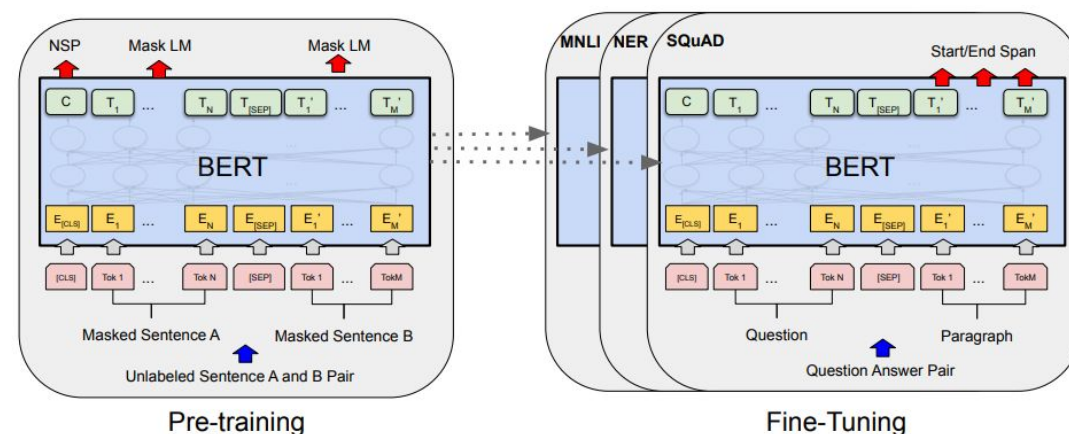 NSP Mask LM Mask LM
C T1 ... TN T[SEP] T1' ... TM'
BERT
E[CLS] E1 ... EN E[SEP] E1' ... EM'
[CLS] Tok 1 ... Tok N [SEP] Tok 1 ... TokM
Masked Sentence A Masked Sentence B
Unlabeled Sentence A and B Pair
Pre-training
MNLI NER SQuAD
Start/End Span
C T1 ... TN T[SEP] T1' ... TM'
BERT
E[CLS] E1 ... EN E[SEP] E1' ... EM'
[CLS] Tok 1 ... Tok N [SEP] Tok 1 ... TokM
Question Paragraph
Question Answer Pair
Fine-Tuning